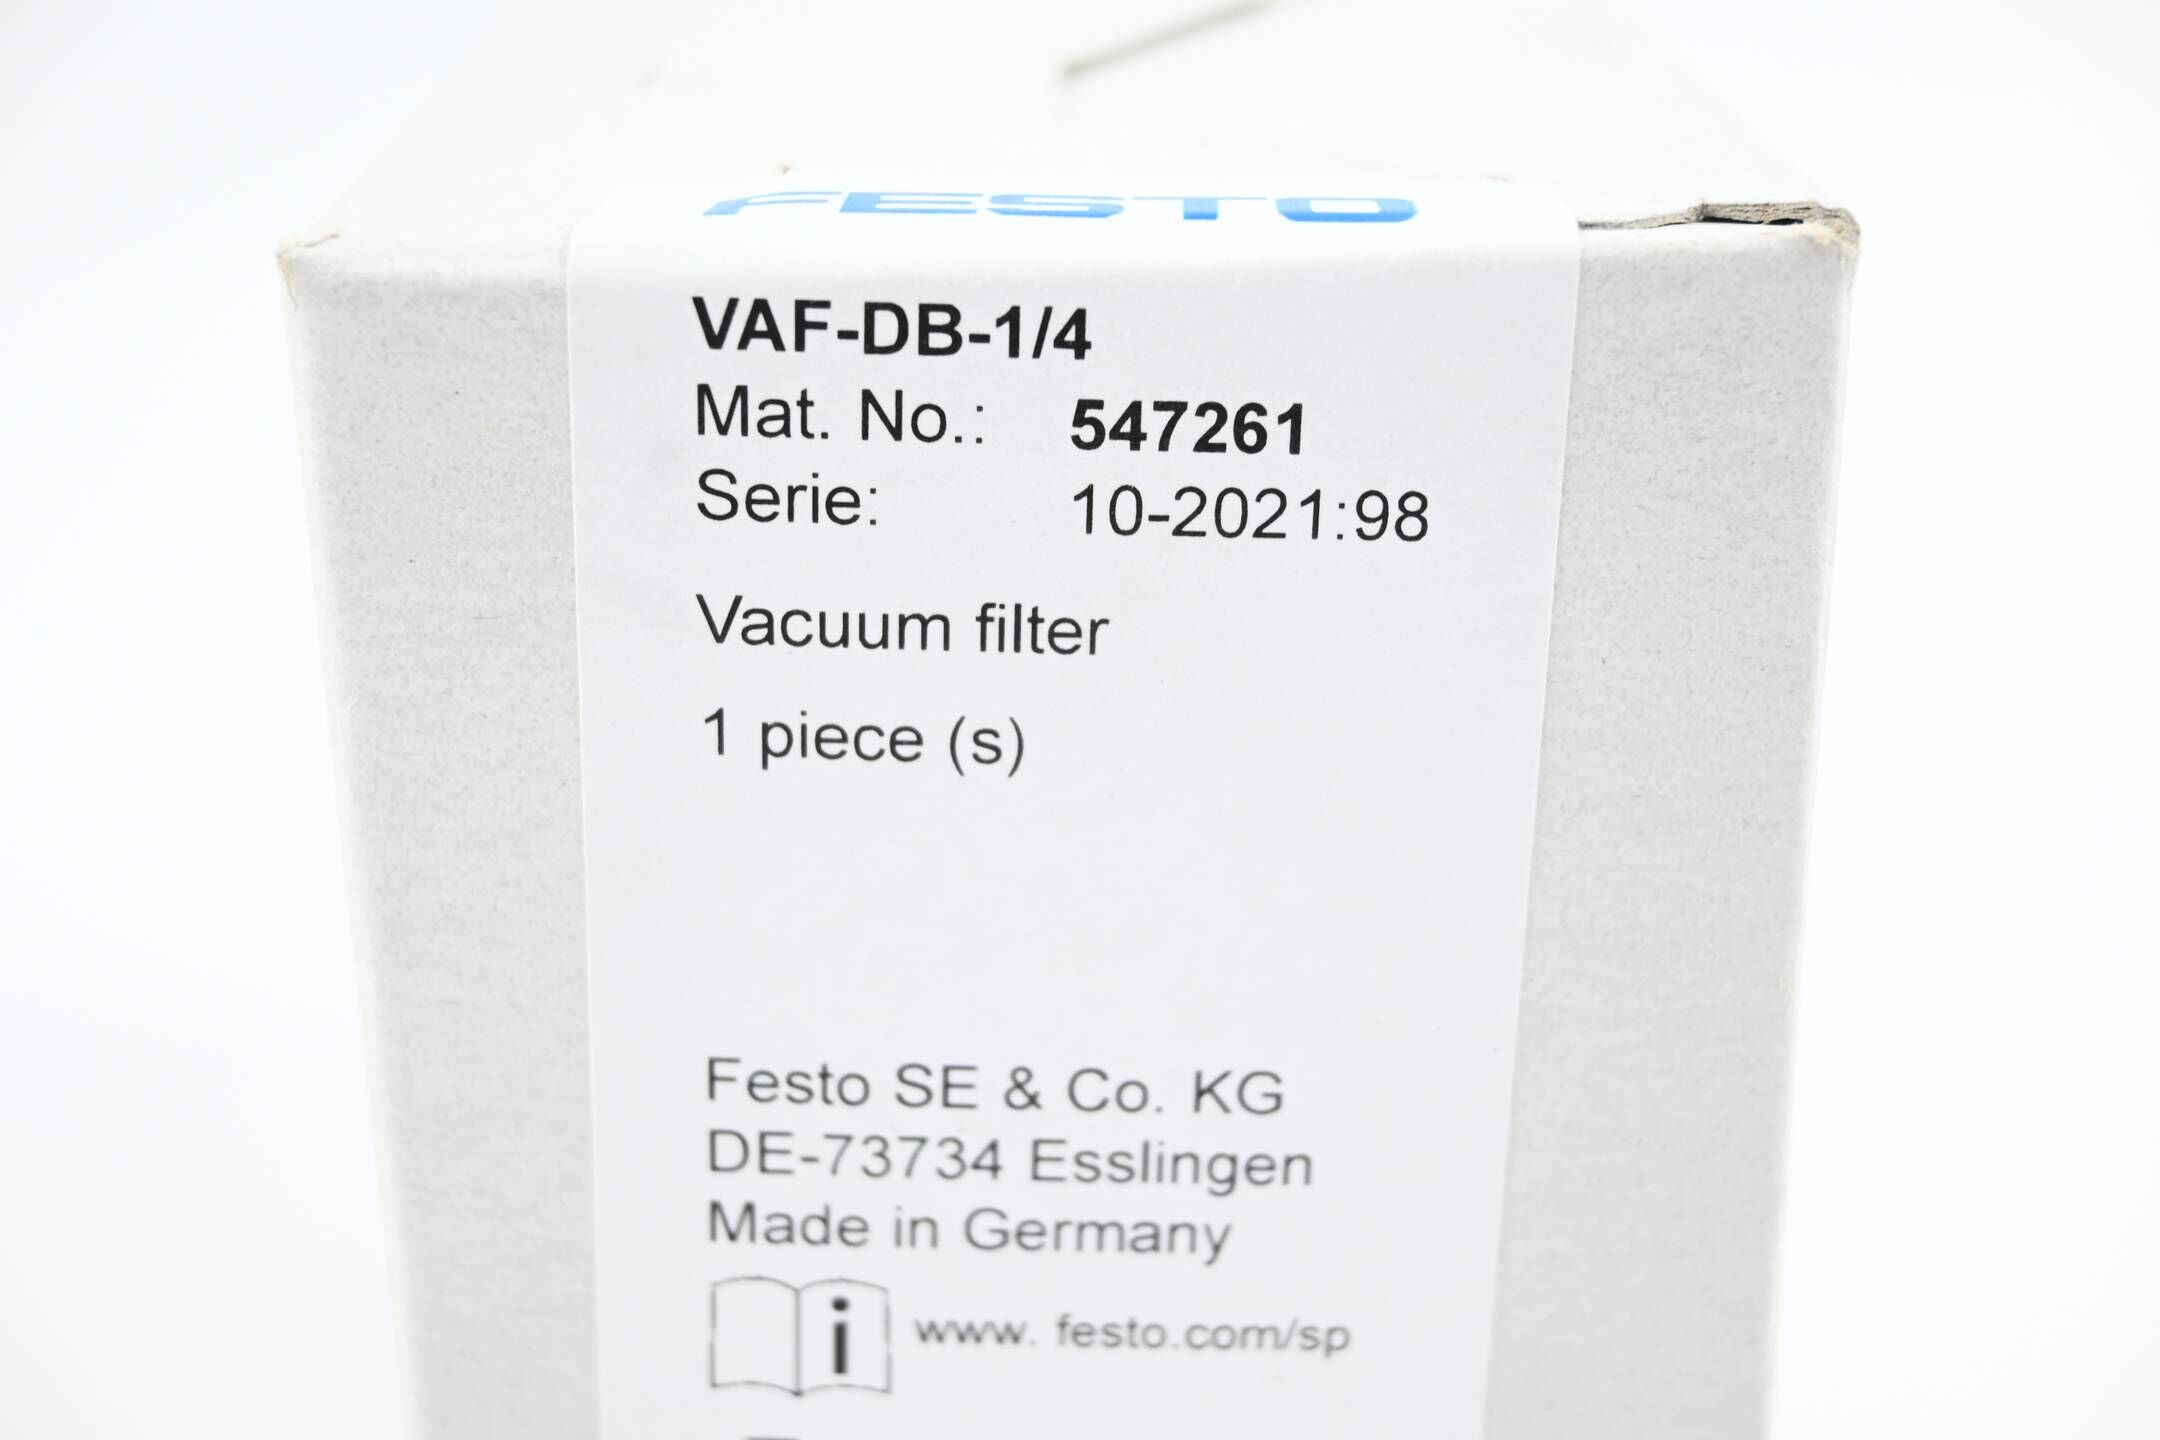 FESTO
VAF-DB-1/4
Mat. No.: 547261
Serie: 10-2021:98
Vacuum filter
1 piece (s)
Festo SE & Co. KG
DE-73734 Esslingen
Made in Germany
i www. festo.com/sp